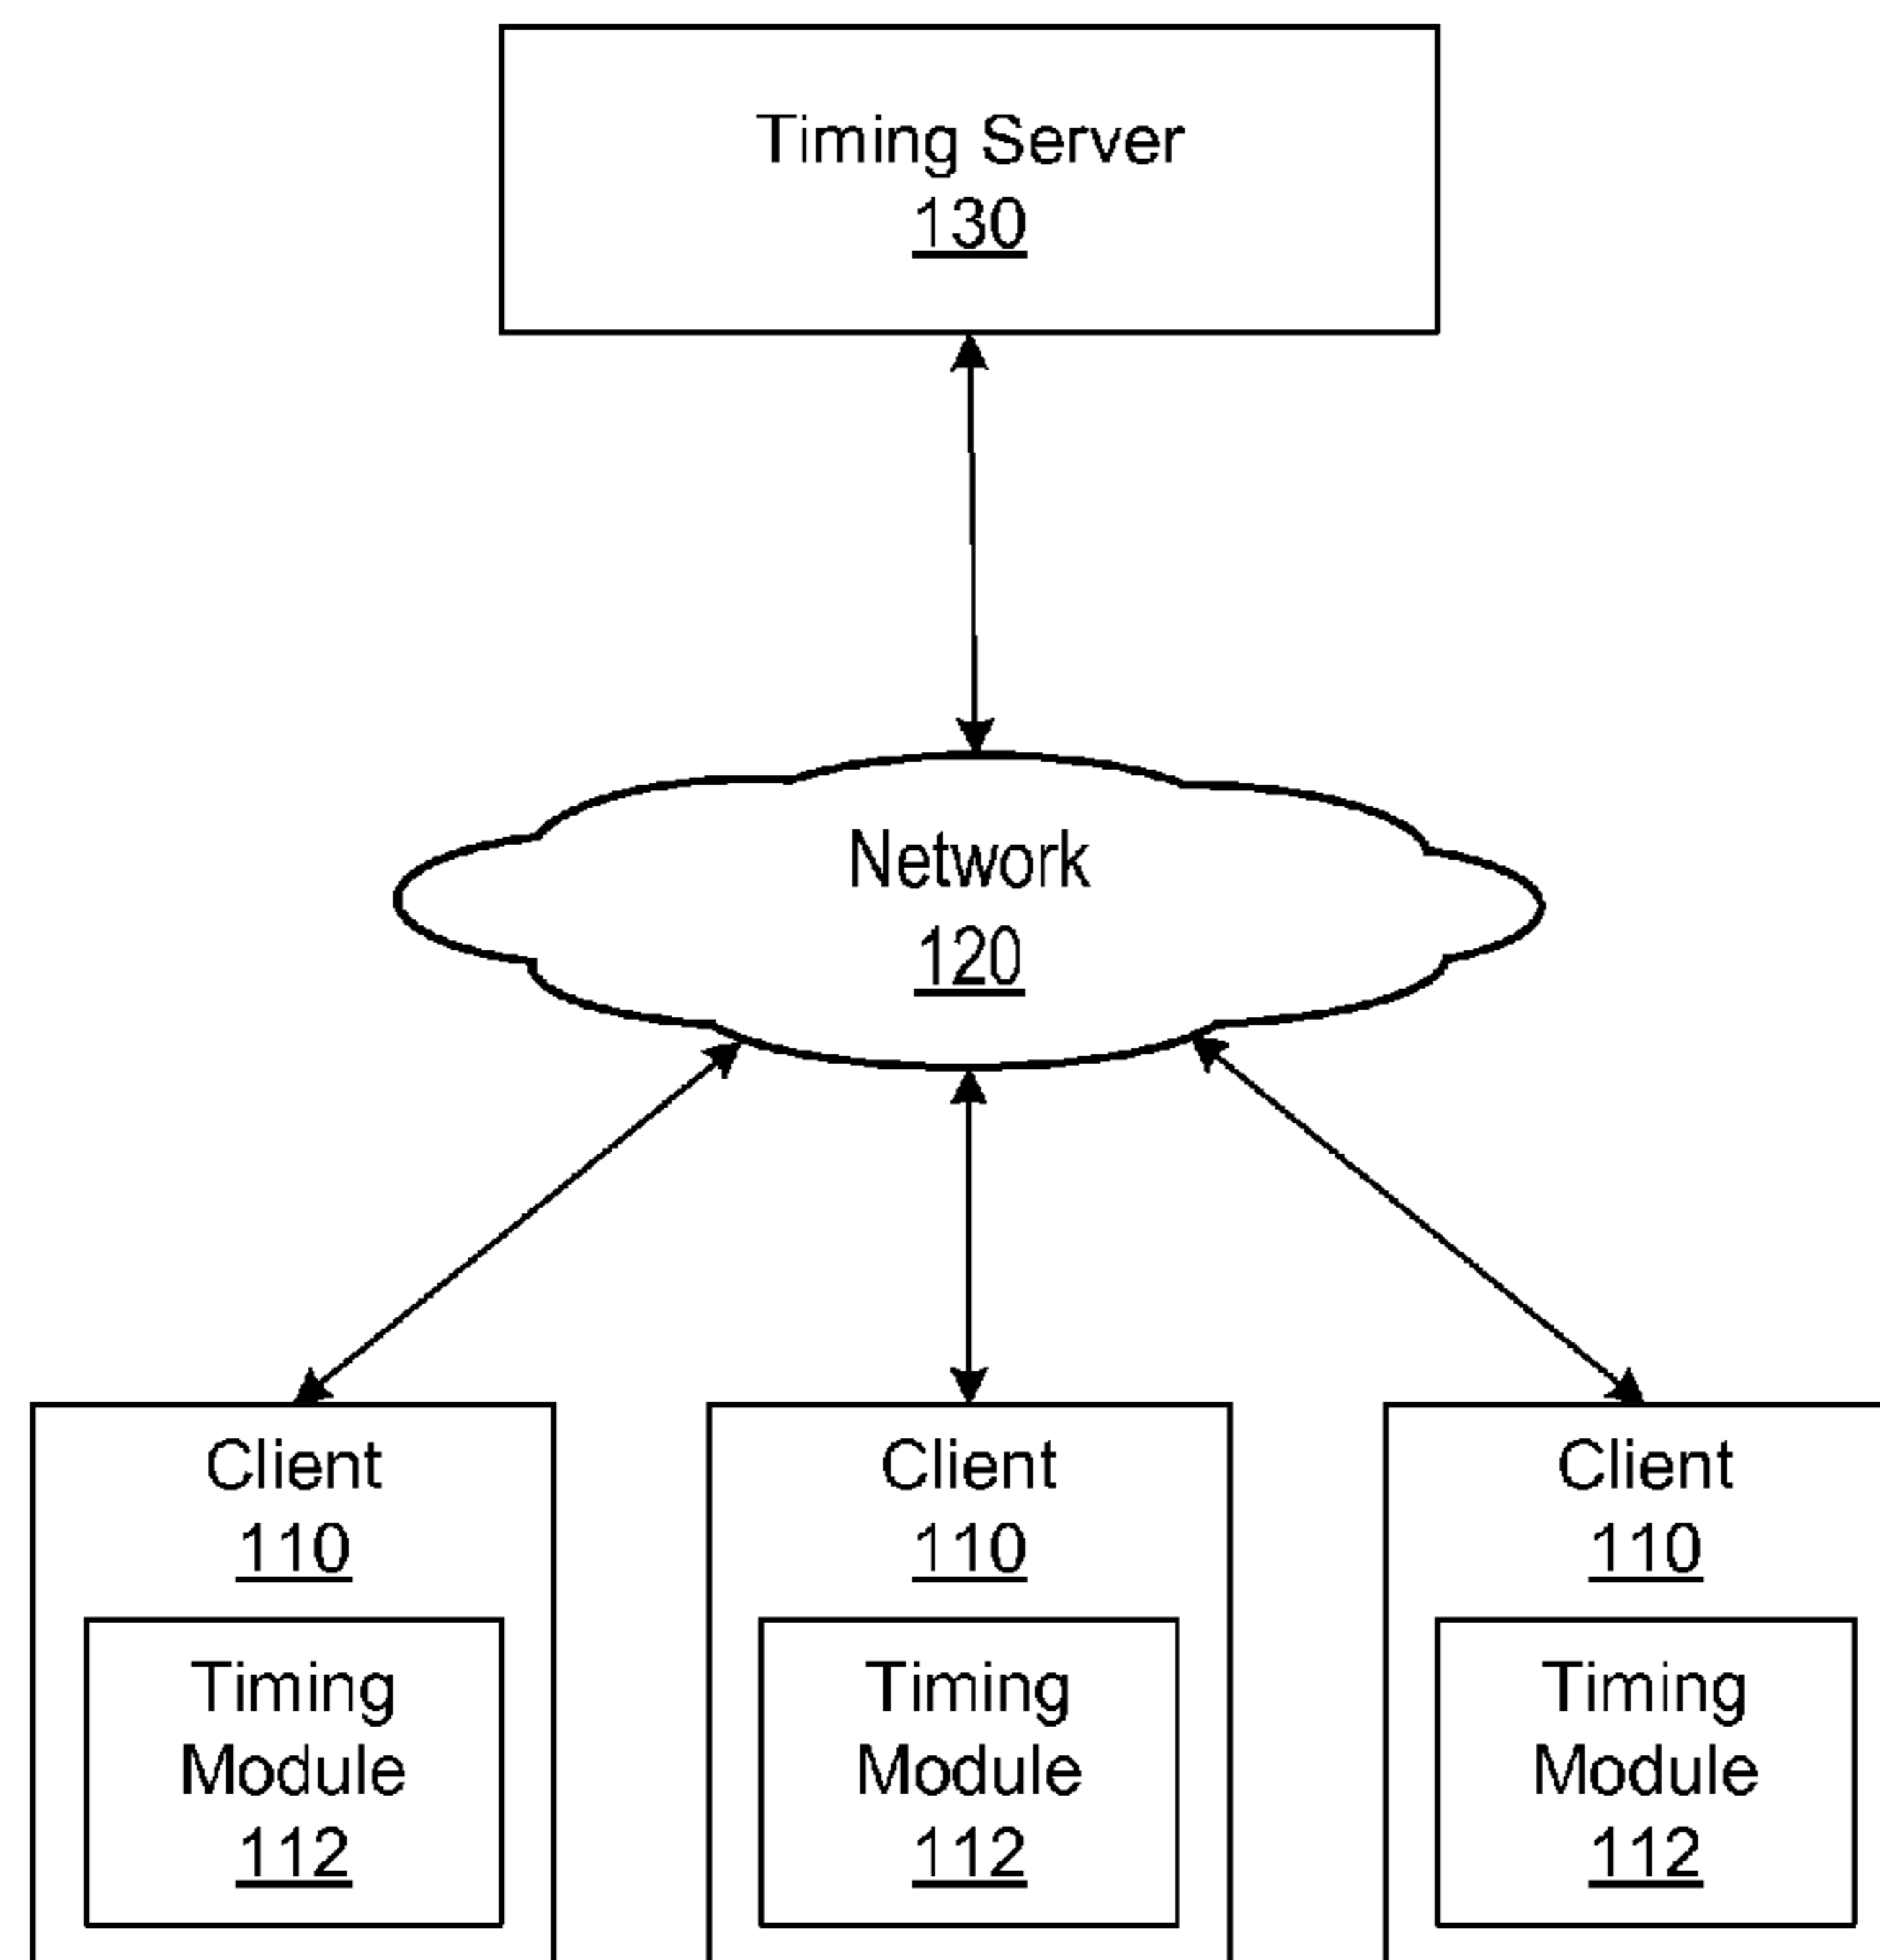 Timing Server
130
Network
120
Client
110
Timing
Module
112
Client
110
Timing
Module
112
Client
110
Timing
Module
112